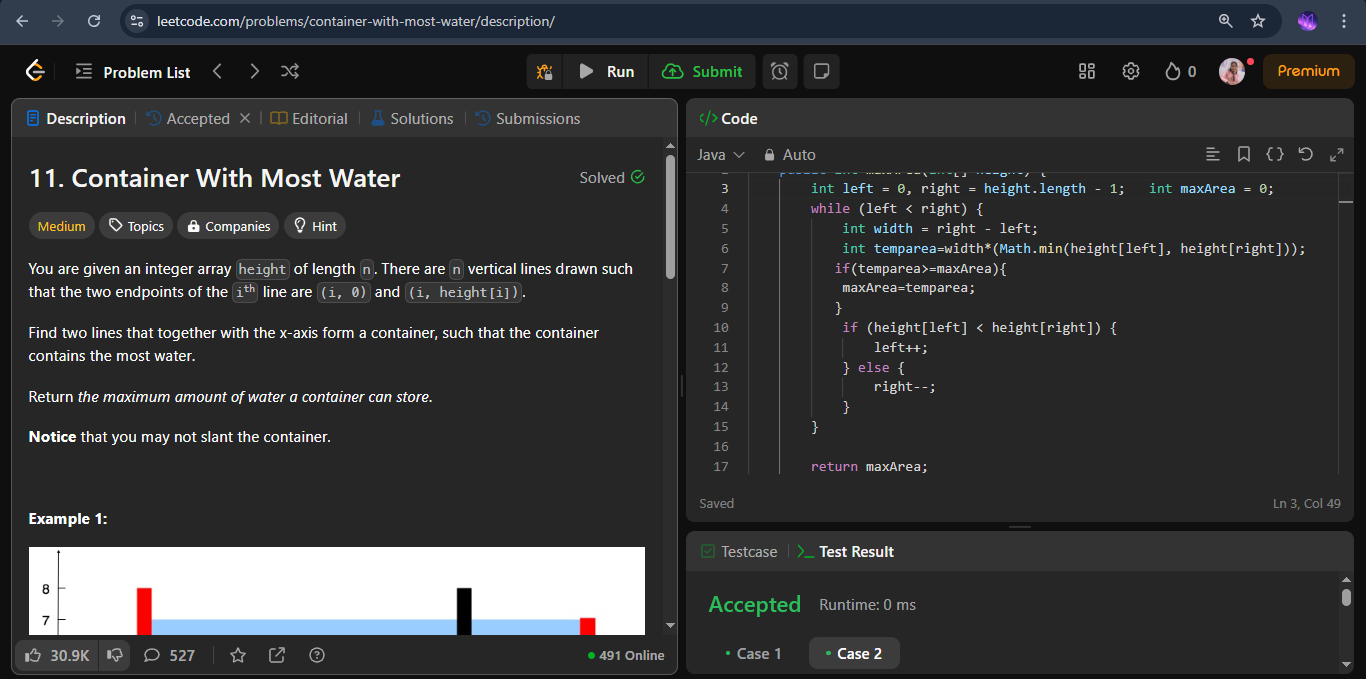 leetcode.com/problems/container-with-most-water/description/
Problem List
Run
Submit
0
Premium
Description
Accepted
Editorial
Solutions
Submissions
11. Container With Most Water
Solved
Medium
Topics
Companies
Hint
You are given an integer array height of length n. There are n vertical lines drawn such
that the two endpoints of the ith line are (i, 0) and (i, height[i]).
Find two lines that together with the x-axis form a container, such that the container
contains the most water.
Return the maximum amount of water a container can store.
Notice that you may not slant the container.
Example 1:
8
7
30.9K
527
491 Online
Code
Java
Auto
3 int left = 0, right = height.length - 1;   int maxArea = 0;
4 while (left < right) {
5 int width = right - left;
6 int temparea=width*(Math.min(height[left], height[right]));
7 if(temparea>=maxArea){
8 maxArea=temparea;
9 }
10 if (height[left] < height[right]) {
11 left++;
12 } else {
13 right--;
14 }
15 }
16
17 return maxArea;
Saved
Ln 3, Col 49
Testcase
Test Result
Accepted
Runtime: 0 ms
Case 1
Case 2